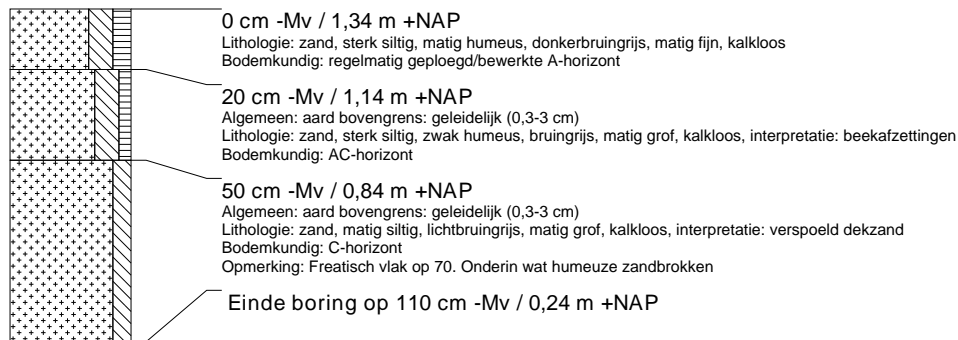 0 cm -Mv / 1,34 m +NAP
Lithologie: zand, sterk siltig, matig humeus, donkerbruingrijs, matig fijn, kalkloos
Bodemkundig: regelmatig geploegd/bewerkte A-horizont
20 cm -Mv / 1,14 m +NAP
Algemeen: aard bovengrens: geleidelijk (0,3-3 cm)
Lithologie: zand, sterk siltig, zwak humeus, bruingrijs, matig grof, kalkloos, interpretatie: beekafzettingen
Bodemkundig: AC-horizont
50 cm -Mv / 0,84 m +NAP
Algemeen: aard bovengrens: geleidelijk (0,3-3 cm)
Lithologie: zand, matig siltig, lichtbruingrijs, matig grof, kalkloos, interpretatie: verspoeld dekzand
Bodemkundig: C-horizont
Opmerking: Freatisch vlak op 70. Onderin wat humeuze zandbrokken
Einde boring op 110 cm -Mv / 0,24 m +NAP